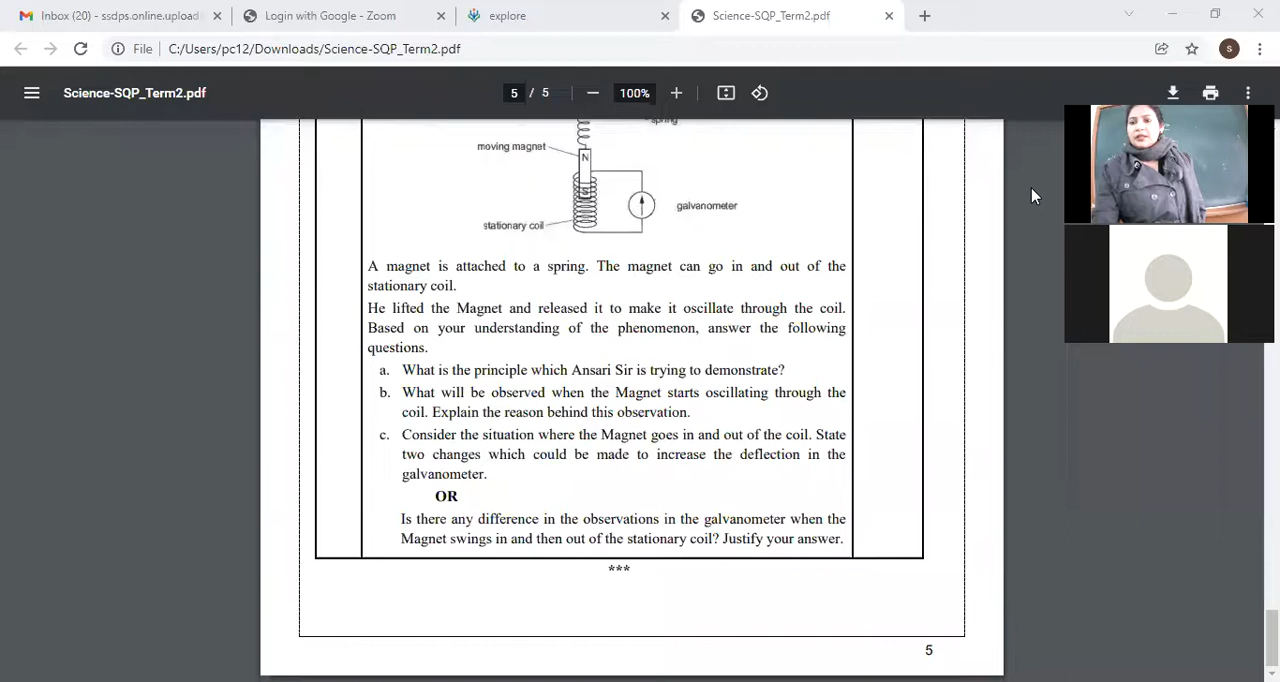 Inbox (20) - ssdps.online.upload
Login with Google - Zoom
explore
Science-SQP_Term2.pdf
File
C:/Users/pc12/Downloads/Science-SQP_Term2.pdf
S
Science-SQP_Term2.pdf
5 / 5
100%
spring
moving magnet
N
S
galvanometer
stationary coil
A magnet is attached to a spring. The magnet can go in and out of the
stationary coil.
He lifted the Magnet and released it to make it oscillate through the coil.
Based on your understanding of the phenomenon, answer the following
questions.
a. What is the principle which Ansari Sir is trying to demonstrate?
b. What will be observed when the Magnet starts oscillating through the
coil. Explain the reason behind this observation.
c. Consider the situation where the Magnet goes in and out of the coil. State
two changes which could be made to increase the deflection in the
galvanometer.
OR
Is there any difference in the observations in the galvanometer when the
Magnet swings in and then out of the stationary coil? Justify your answer.
***
5